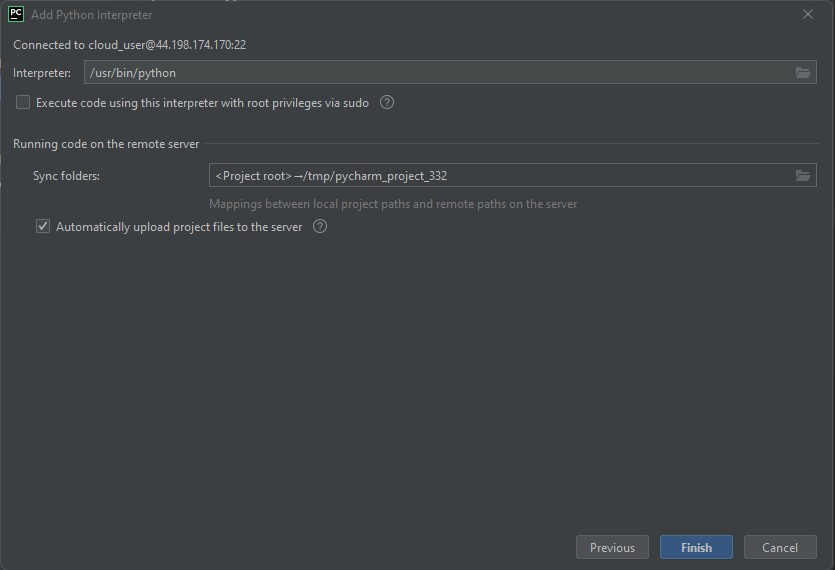 PC Add Python Interpreter
Connected to cloud_user@44.198.174.170:22
Interpreter: /usr/bin/python
Execute code using this interpreter with root privileges via sudo ?
Running code on the remote server
Sync folders: <Project root>→/tmp/pycharm_project_332
Mappings between local project paths and remote paths on the server
Automatically upload project files to the server ?
Previous Finish Cancel